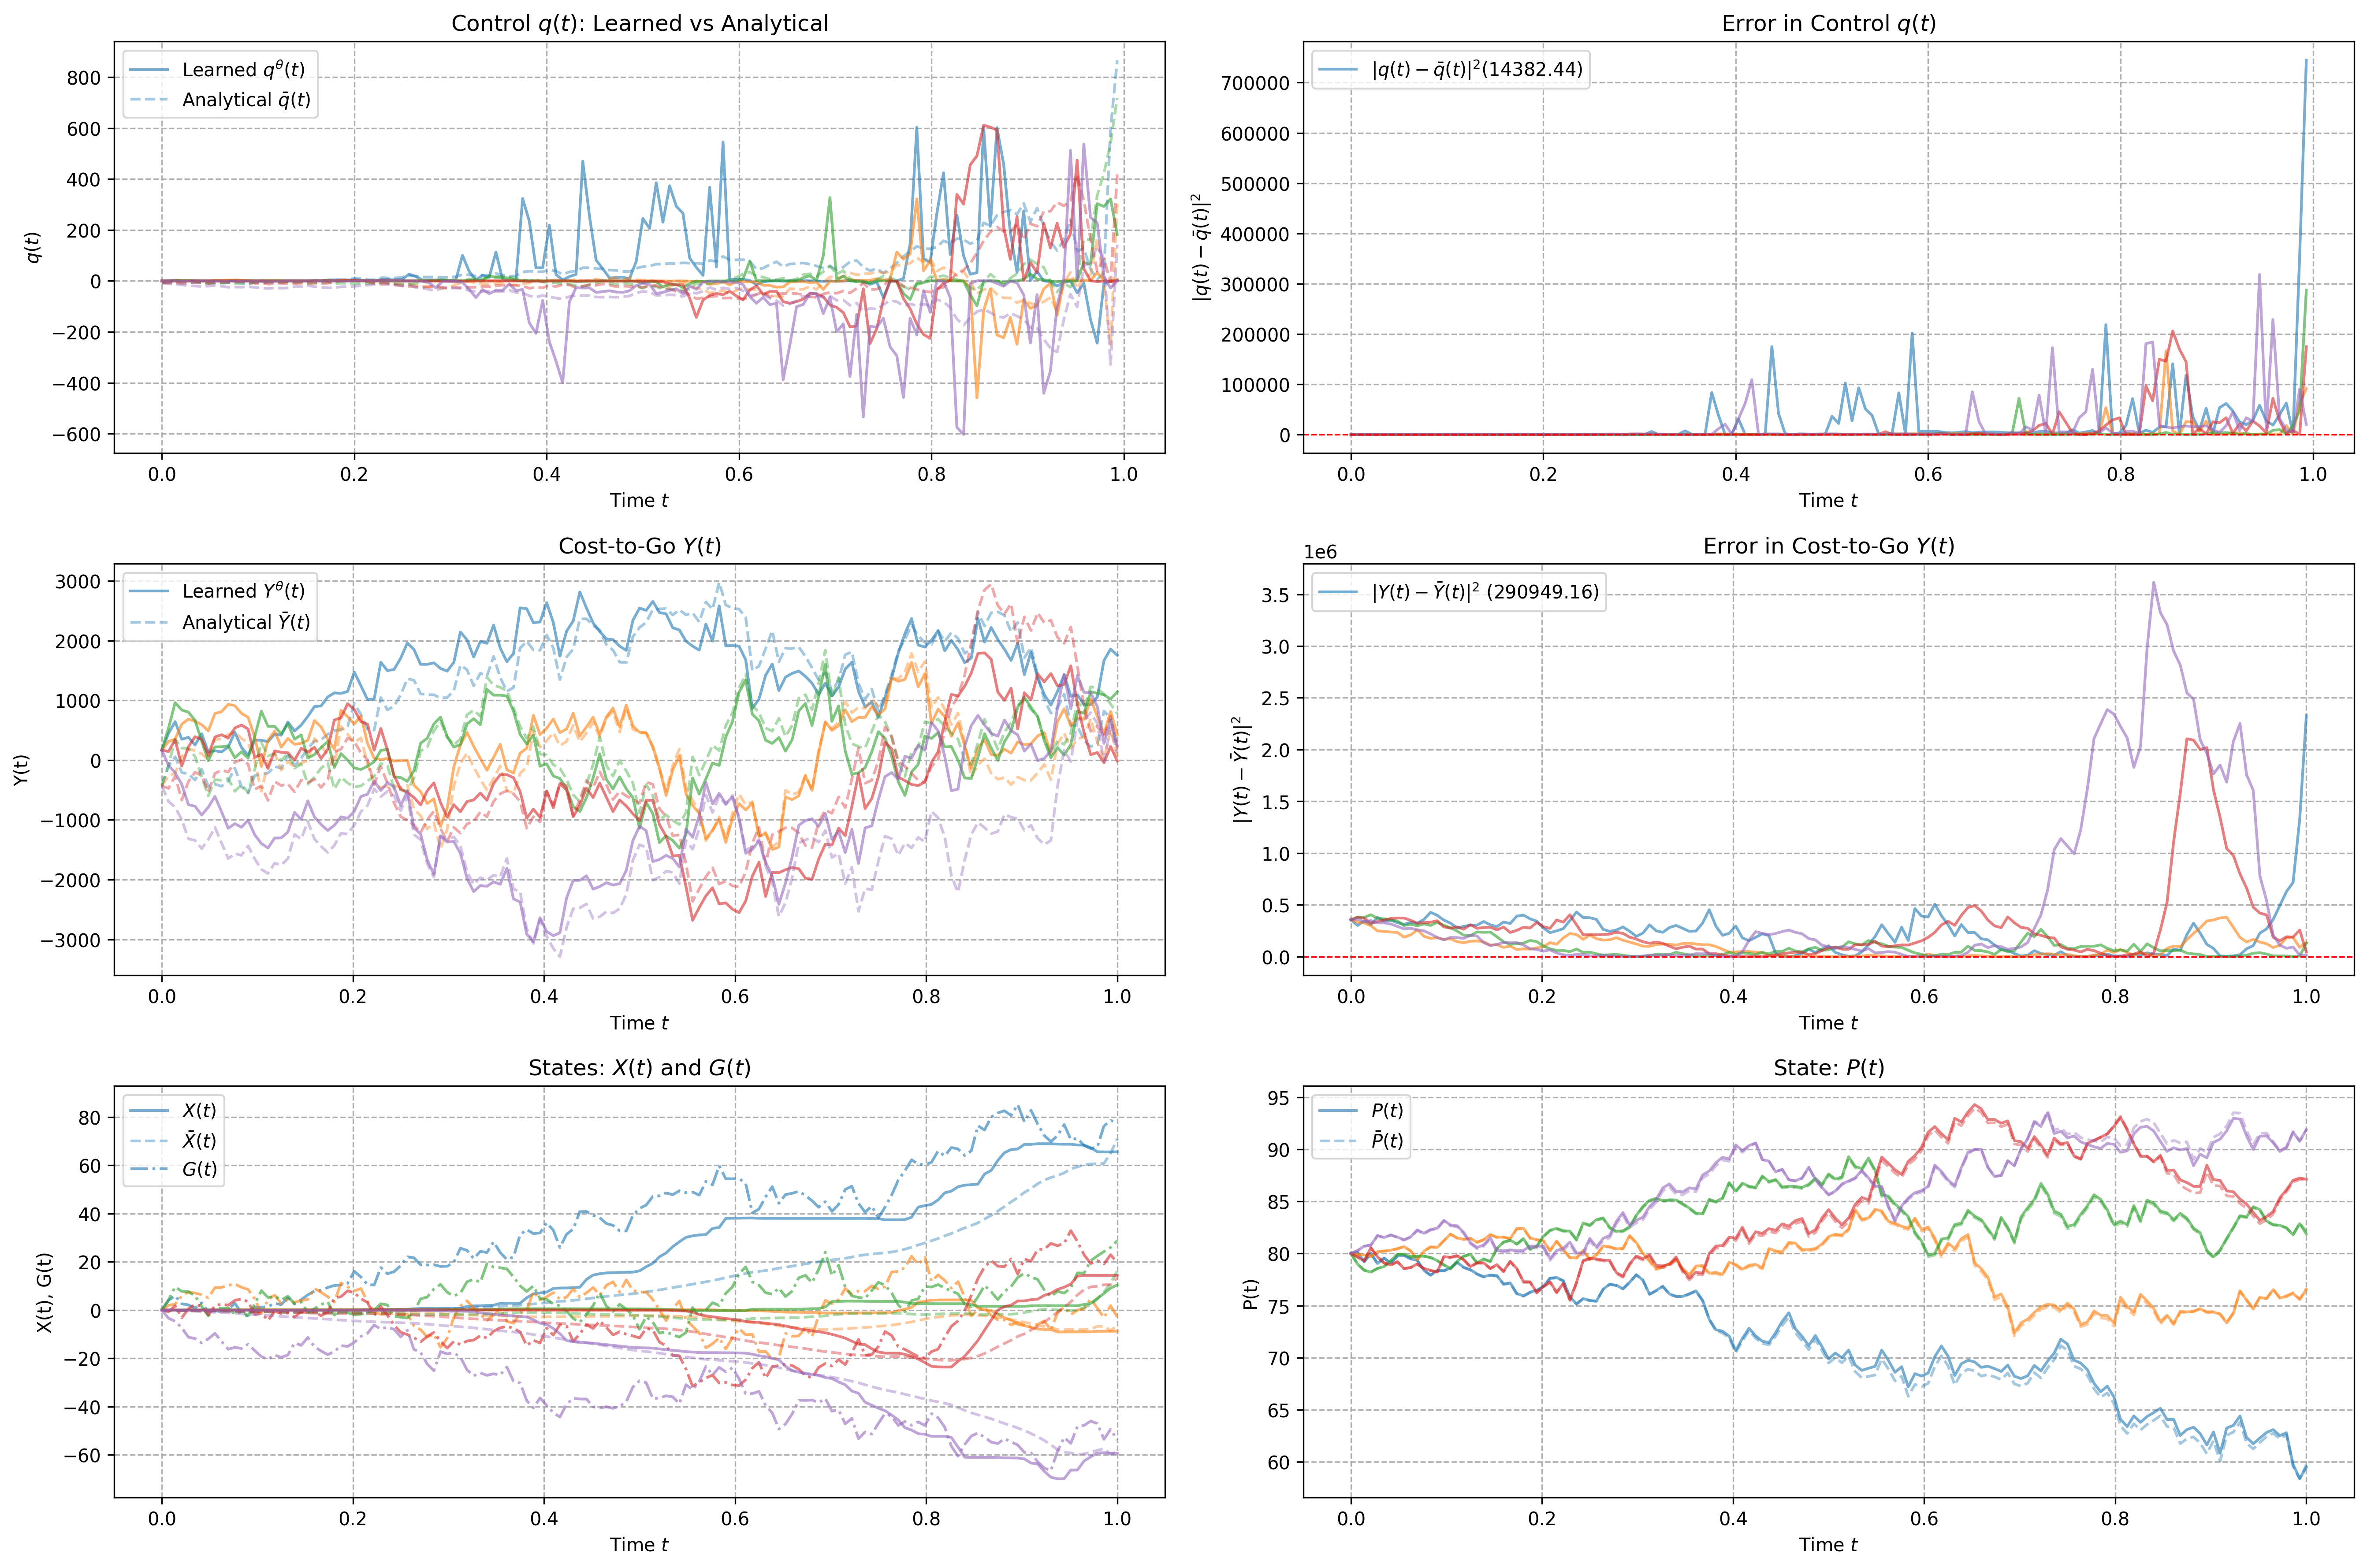 Control q(t): Learned vs Analytical
Learned q^θ(t)
Analytical q̄(t)
q(t)
800
600
400
200
0
−200
−400
−600
0.0 0.2 0.4 0.6 0.8 1.0
Time t
Error in Control q(t)
|q(t) − q̄(t)|²(14382.44)
|q(t) − q̄(t)|²
700000
600000
500000
400000
300000
200000
100000
0
0.0 0.2 0.4 0.6 0.8 1.0
Time t
Cost-to-Go Y(t)
Learned Y^θ(t)
Analytical Ȳ(t)
Y(t)
3000
2000
1000
0
−1000
−2000
−3000
0.0 0.2 0.4 0.6 0.8 1.0
Time t
Error in Cost-to-Go Y(t)
1e6
|Y(t) − Ȳ(t)|² (290949.16)
|Y(t) − Ȳ(t)|²
3.5
3.0
2.5
2.0
1.5
1.0
0.5
0.0
0.0 0.2 0.4 0.6 0.8 1.0
Time t
States: X(t) and G(t)
X(t)
X̄(t)
G(t)
X(t), G(t)
80
60
40
20
0
−20
−40
−60
0.0 0.2 0.4 0.6 0.8 1.0
Time t
State: P(t)
P(t)
P̄(t)
P(t)
95
90
85
80
75
70
65
60
0.0 0.2 0.4 0.6 0.8 1.0
Time t